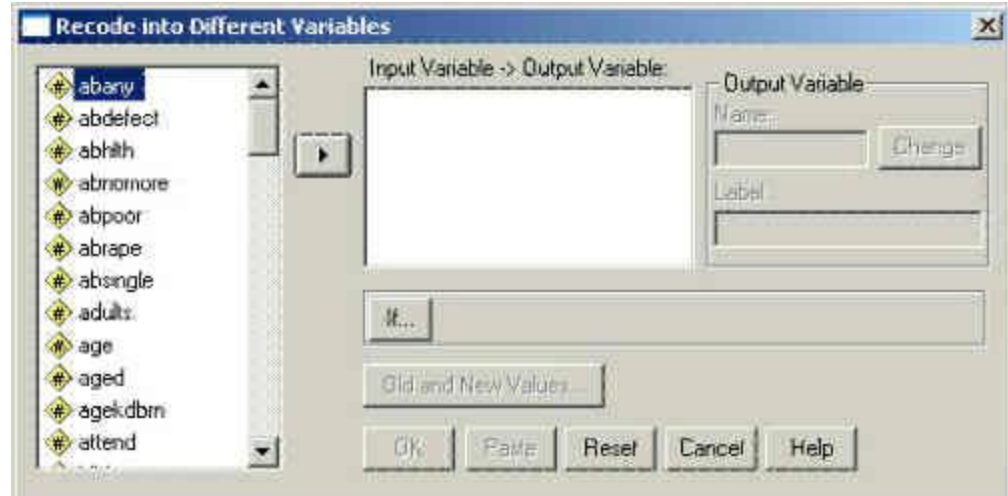 Recode into Different Variables
abany
abdefect
abhlth
abnomore
abpoor
abrape
absingle
adults
age
aged
agekdbrn
attend
Input Variable -> Output Variable:
Output Variable
Name:
Change
Label:
If...
Old and New Values...
OK
Paste
Reset
Cancel
Help